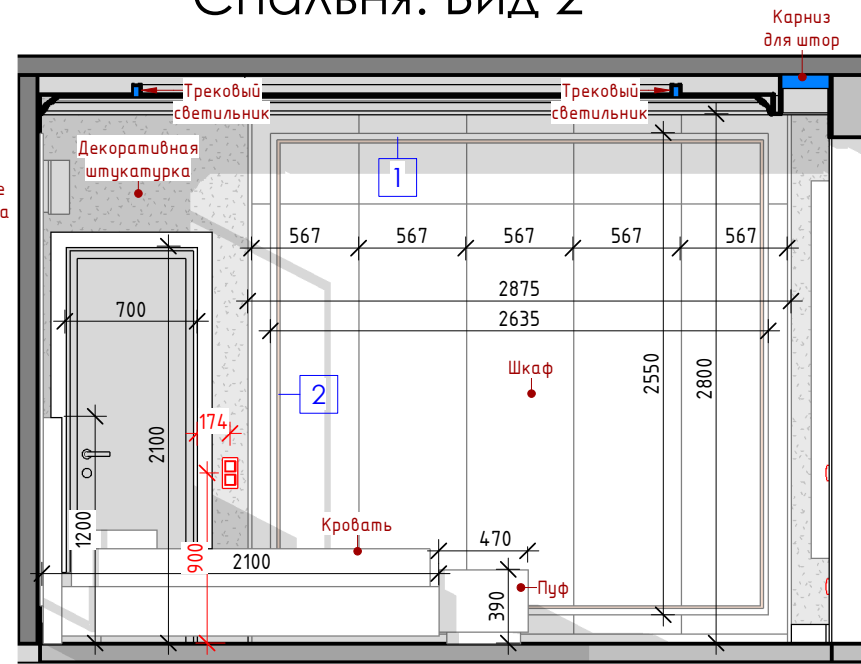 Спальня. Вид 2
Карниз
для штор
Трековый
светильник
Трековый
светильник
Декоративная
штукатурка
е
а
1
567
567
567
567
567
2875
2635
700
2550
2800
Шкаф
2
174
2100
1200
900
Кровать
2100
470
390
Пуф